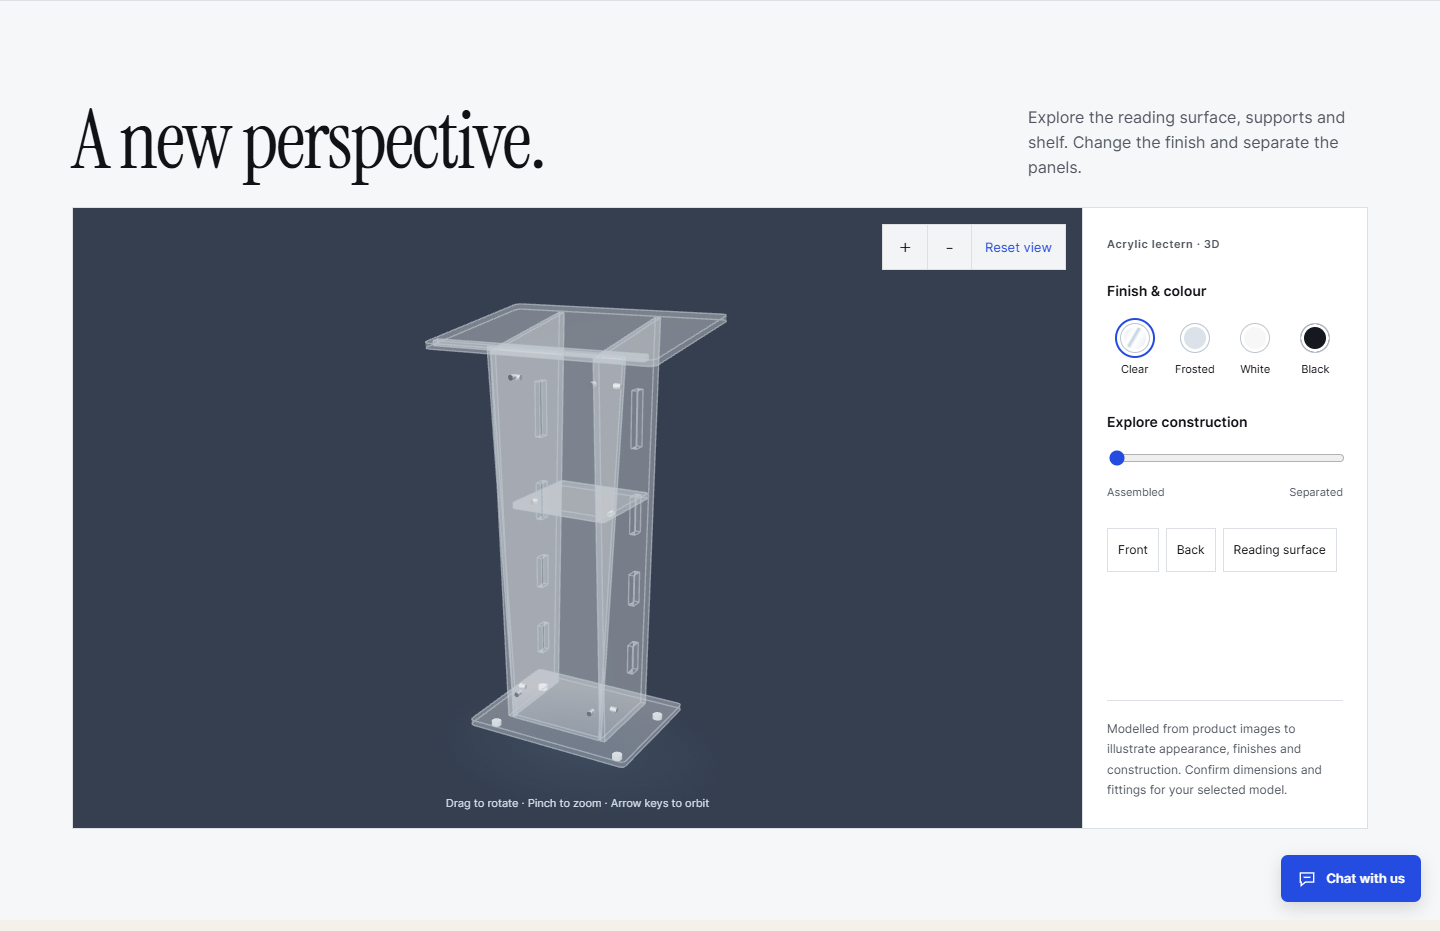 A new perspective.
Explore the reading surface, supports and
shelf. Change the finish and separate the
panels.
+
-
Reset view
Acrylic lectern · 3D
Finish & colour
Clear
Frosted
White
Black
Explore construction
Assembled
Separated
Front
Back
Reading surface
Modelled from product images to
illustrate appearance, finishes and
construction. Confirm dimensions and
fittings for your selected model.
Drag to rotate · Pinch to zoom · Arrow keys to orbit
Chat with us